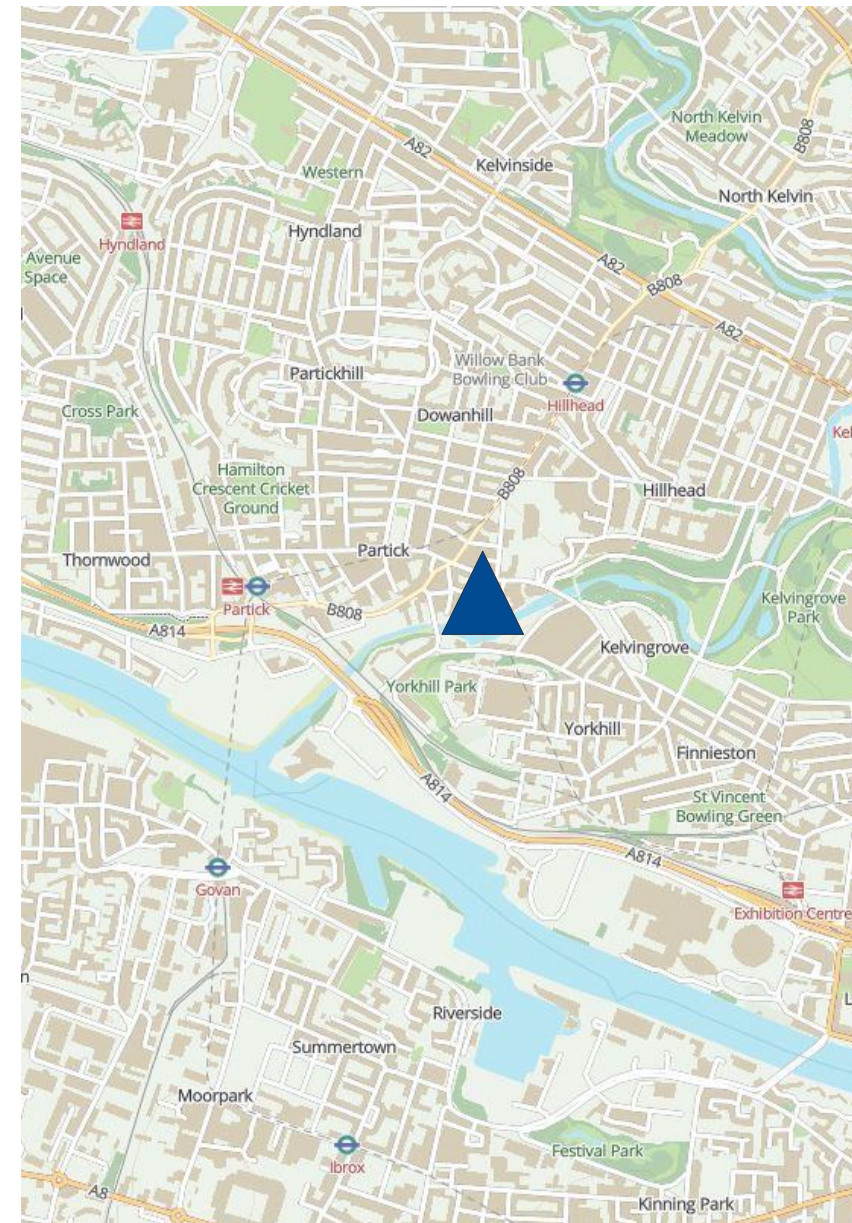 North Kelvin
Meadow
B808
A82
Kelvinside
Western
North Kelvin
Hyndland
Hyndland
Avenue
Space
A82
B808
A82
Willow Bank
Bowling Club
Partickhill
Hillhead
Cross Park
Dowanhill
Kel
Hamilton
Crescent Cricket
Ground
B808
Hillhead
Partick
Thornwood
Partick
B808
A814
Kelvingrove
Park
Kelvingrove
Yorkhill Park
Yorkhill
Finnieston
A814
St Vincent
Bowling Green
A814
Govan
Exhibition Centre
n
L
Riverside
Summertown
Moorpark
Ibrox
Festival Park
A8
Kinning Park